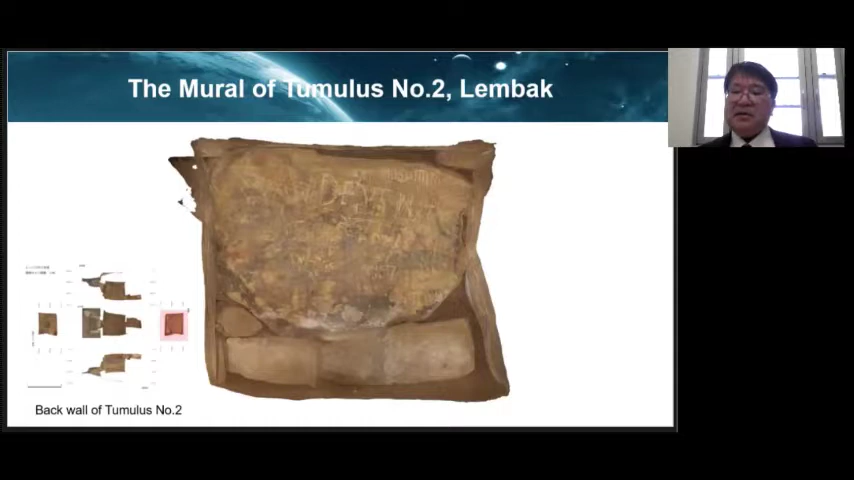 The Mural of Tumulus No.2, Lembak
Back wall of Tumulus No.2